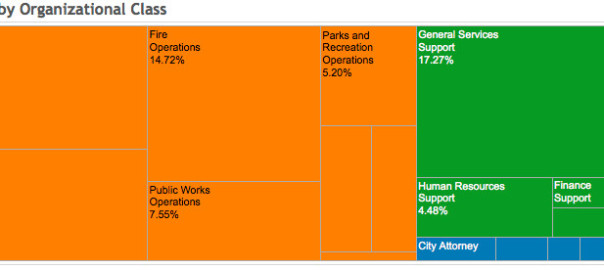 by Organizational Class
Fire
Operations
14.72%
Parks and
Recreation
Operations
5.20%
General Services
Support
17.27%
Public Works
Operations
7.55%
Human Resources
Support
4.48%
Finance
Support
City Attorney